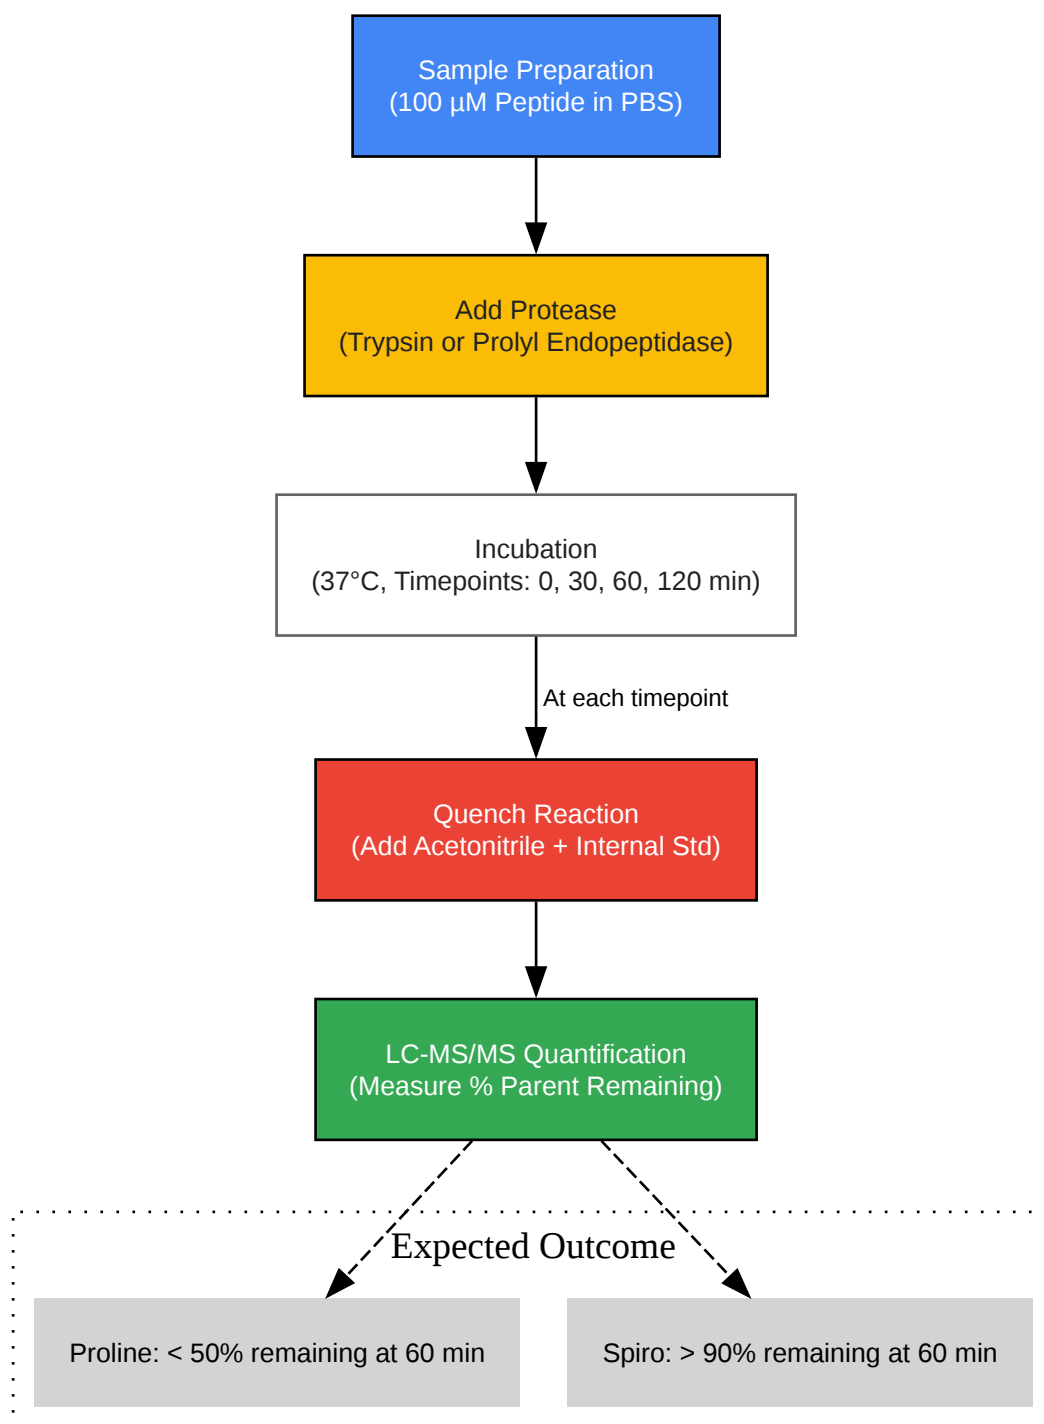 Sample Preparation
(100 µM Peptide in PBS)
Add Protease
(Trypsin or Prolyl Endopeptidase)
Incubation
(37°C, Timepoints: 0, 30, 60, 120 min)
At each timepoint
Quench Reaction
(Add Acetonitrile + Internal Std)
LC-MS/MS Quantification
(Measure % Parent Remaining)
Expected Outcome
Proline: < 50% remaining at 60 min
Spiro: > 90% remaining at 60 min